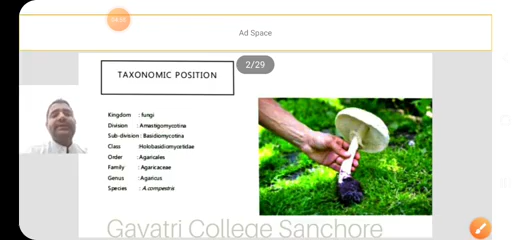 Ad Space
2/29
TAXONOMIC POSITION
Kingdom : fungi
Division : Amastigomycotina
Sub-division : Basidiomycotina
Class :Holobasidiomycetidae
Order : Agaricales
Family : Agaricaceae
Genus : Agaricus
Species : A.compestris
Gayatri College Sanchore